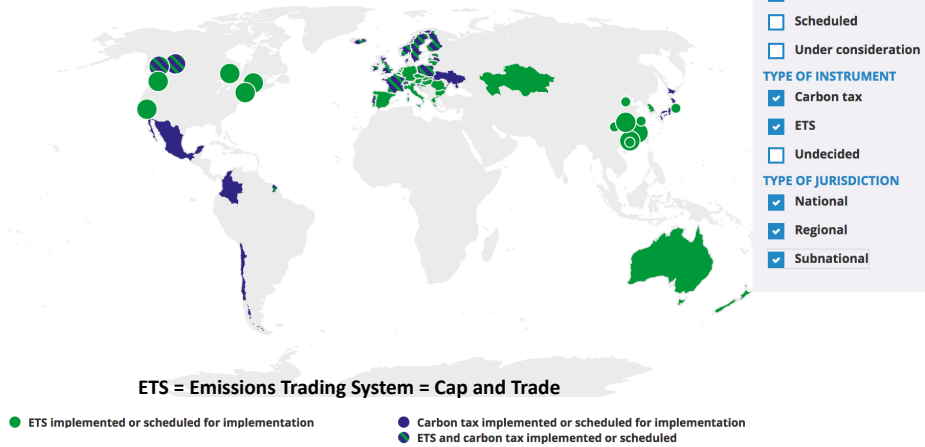 Scheduled
Under consideration
TYPE OF INSTRUMENT
Carbon tax
ETS
Undecided
TYPE OF JURISDICTION
National
Regional
Subnational
ETS = Emissions Trading System = Cap and Trade
ETS implemented or scheduled for implementation
Carbon tax implemented or scheduled for implementation
ETS and carbon tax implemented or scheduled